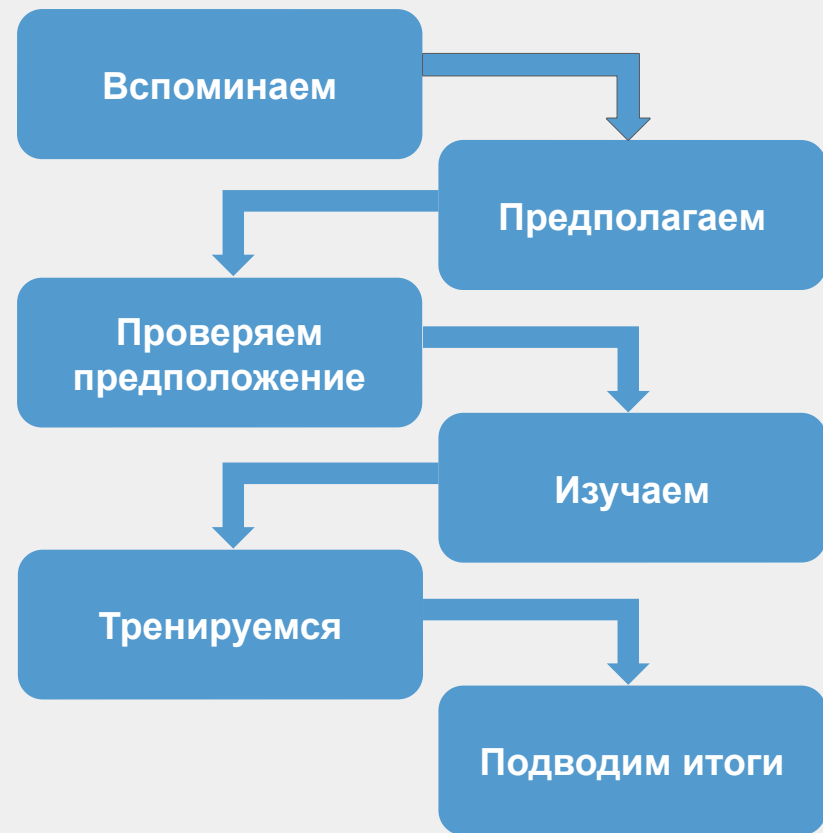 Вспоминаем
Предполагаем
Проверяем
предположение
Изучаем
Тренируемся
Подводим итоги